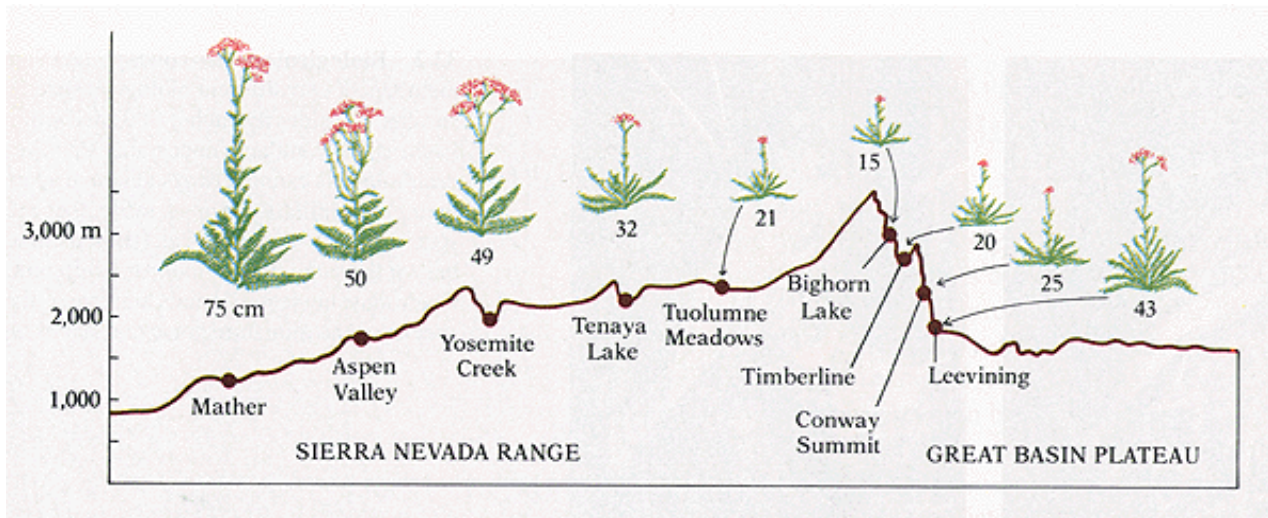 3,000 m
2,000
1,000
75 cm
50
49
32
21
15
20
25
43
Mather
Aspen
Valley
Yosemite
Creek
Tenaya
Lake
Tuolumne
Meadows
Bighorn
Lake
Timberline
Conway
Summit
Leevining
SIERRA NEVADA RANGE
GREAT BASIN PLATEAU